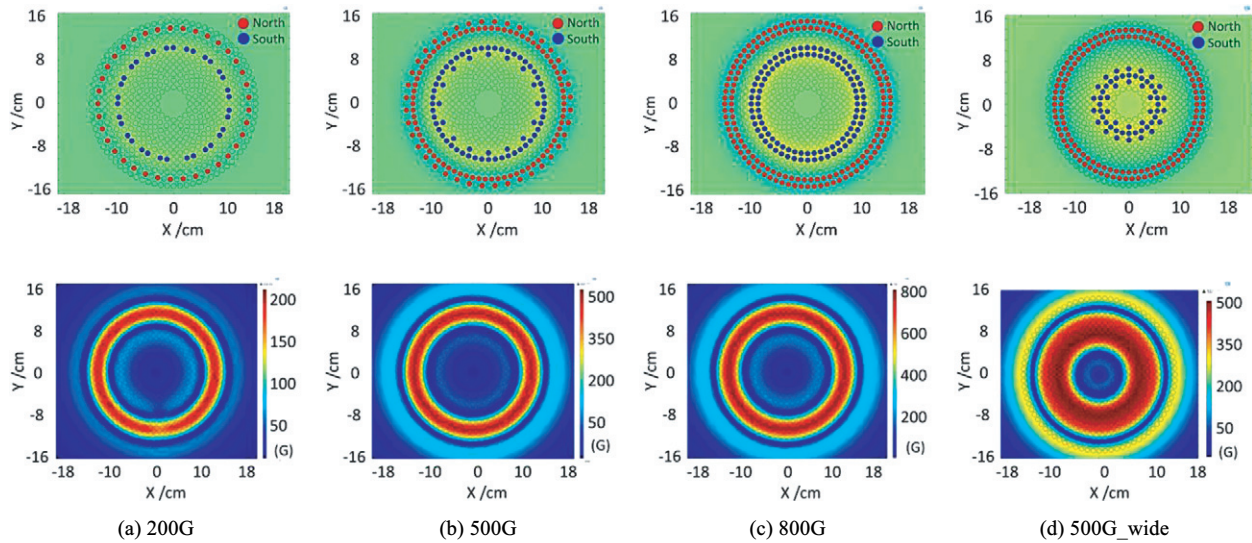 16
8
Y /cm
0
-8
-16
North
South
-18 -10 0 10 18
X /cm
16
8
Y /cm
0
-8
-16
North
South
-18 -10 0 10 18
X /cm
16
8
Y /cm
0
-8
-16
North
South
-18 -10 0 10 18
X /cm
16
8
Y /cm
0
-8
-16
North
South
-18 -10 0 10 18
X /cm
16
8
Y /cm
0
-8
-16
200
150
100
50
(G)
-18 -10 0 10 18
X /cm
16
8
Y /cm
0
-8
-16
500
350
200
50
(G)
-18 -10 0 10 18
X /cm
16
8
Y /cm
0
-8
-16
800
600
400
200
(G)
-18 -10 0 10 18
X /cm
16
8
Y /cm
0
-8
-16
500
350
200
50
(G)
-18 -10 0 10 18
X /cm
(a) 200G
(b) 500G
(c) 800G
(d) 500G_wide